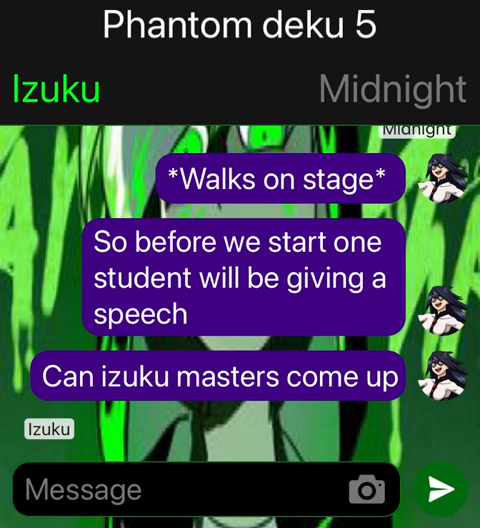 Phantom deku 5
Izuku Midnight
Midnight
*Walks on stage*
So before we start one
student will be giving a
speech
Can izuku masters come up
Izuku
Message